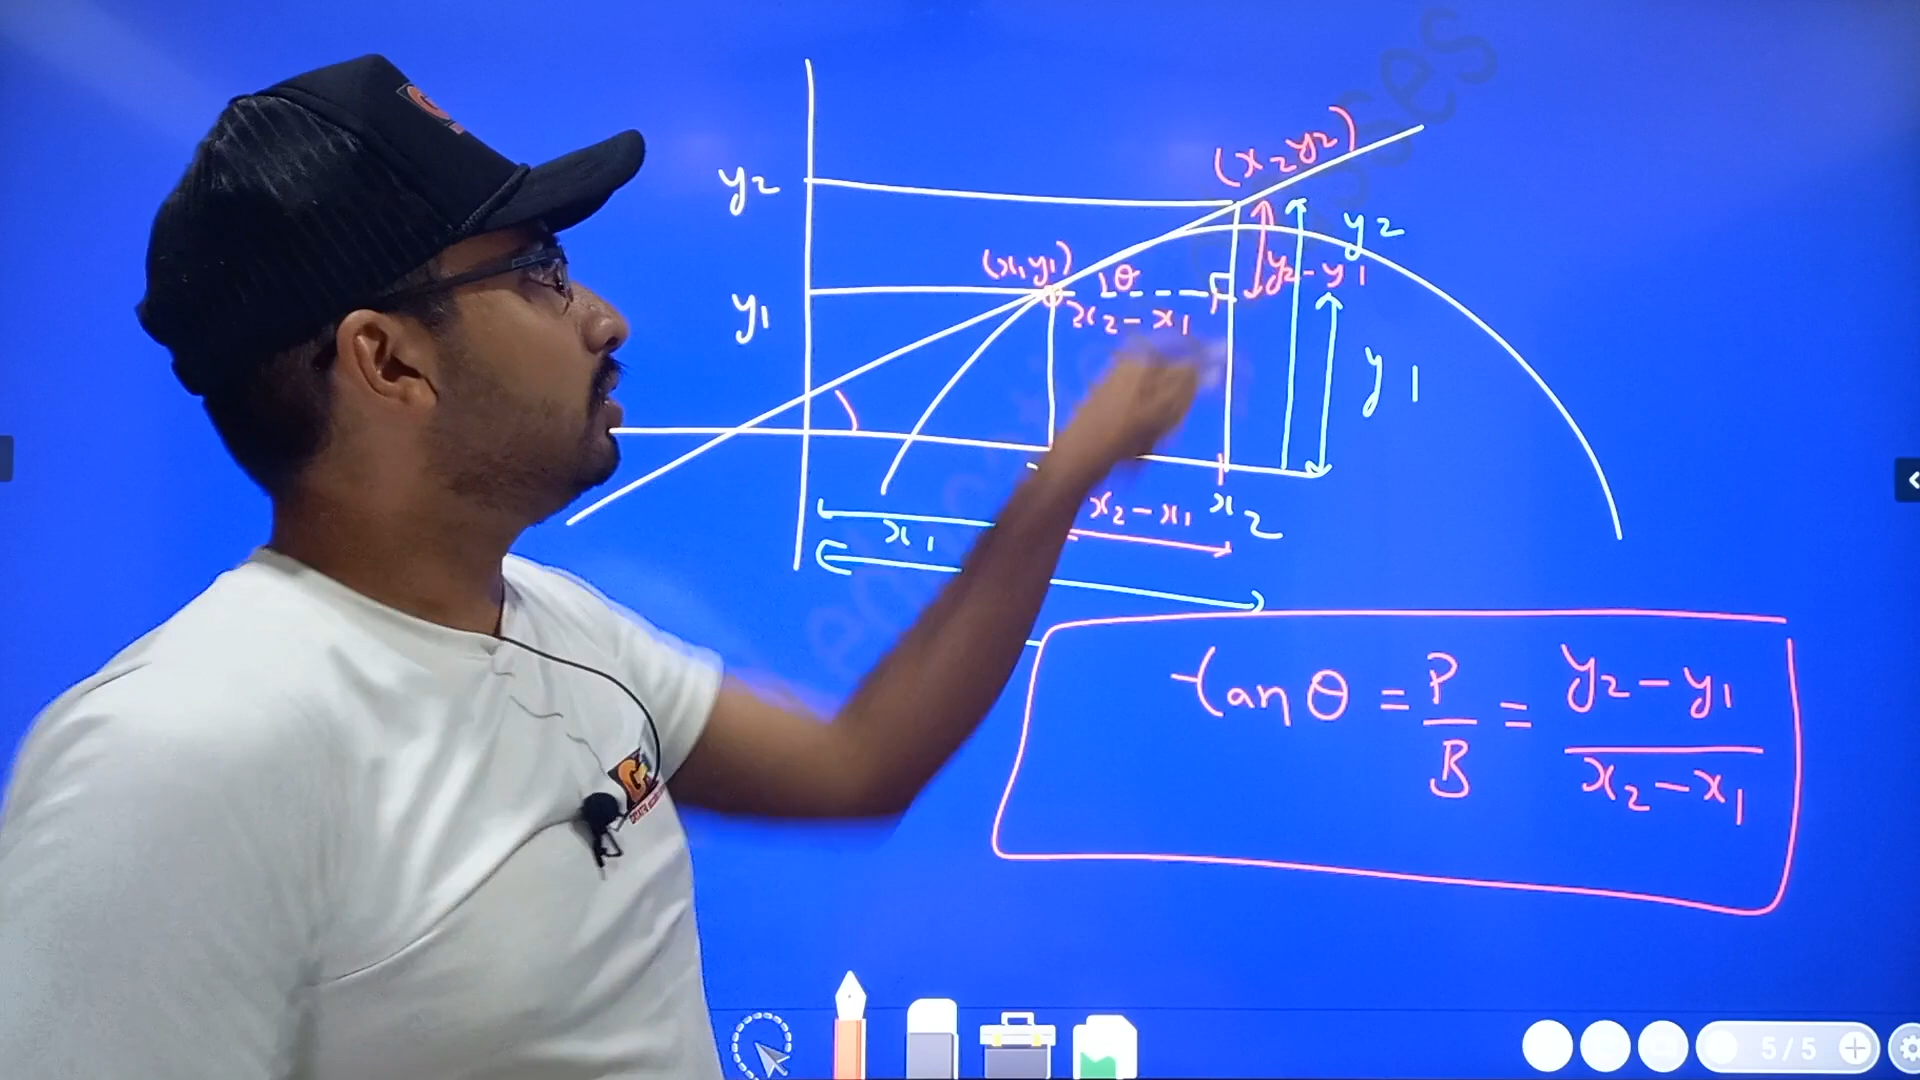 (x2 y2)
y2
y2
(x1 y1)
θ
y2-y1
y1
x2-x1
y1
x2-x1
x2
x1
tan θ = P/B = y2-y1/x2-x1
5/5